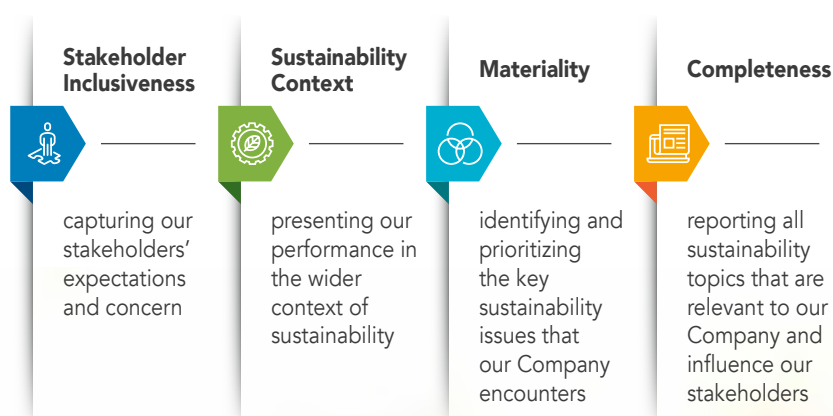 Stakeholder
Inclusiveness
capturing our
stakeholders'
expectations
and concern
Sustainability
Context
presenting our
performance in
the wider
context of
sustainability
Materiality
identifying and
prioritizing
the key
sustainability
issues that
our Company
encounters
Completeness
reporting all
sustainability
topics that are
relevant to our
Company and
influence our
stakeholders